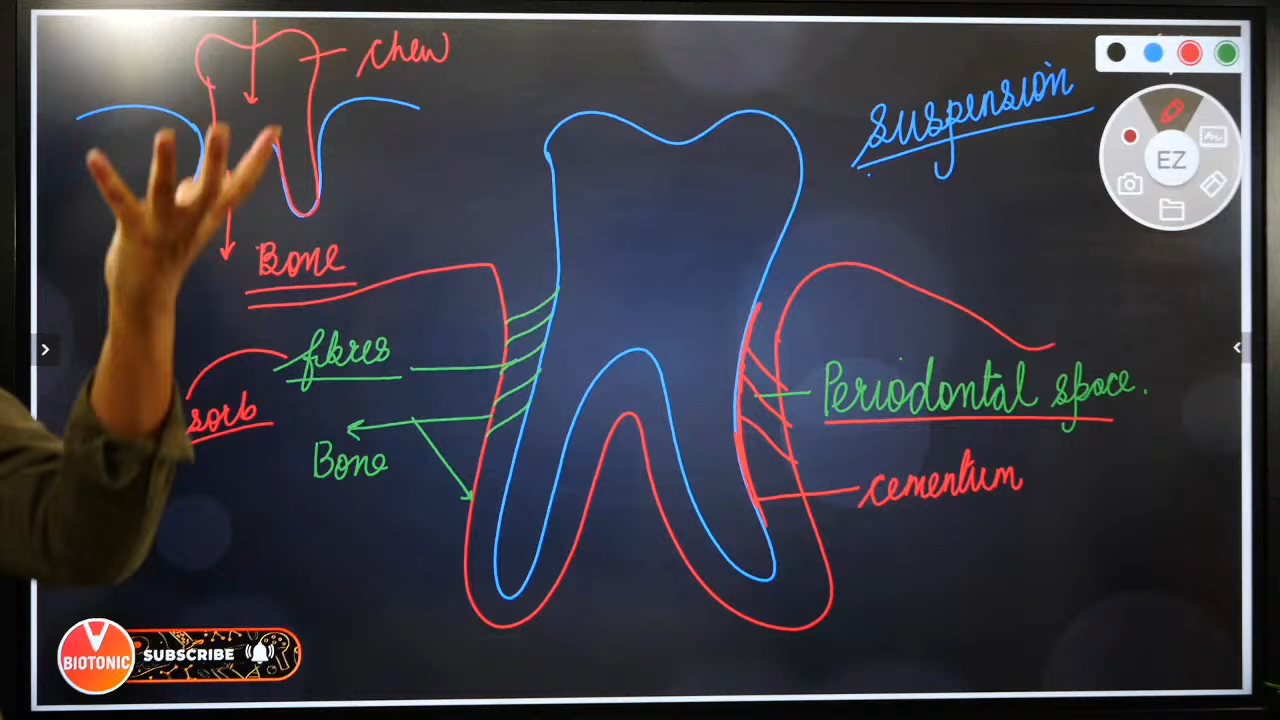 chew
suspension
EZ
Bone
fibres
sorb
Bone
Periodontal space.
cementum
BIOTONIC
SUBSCRIBE